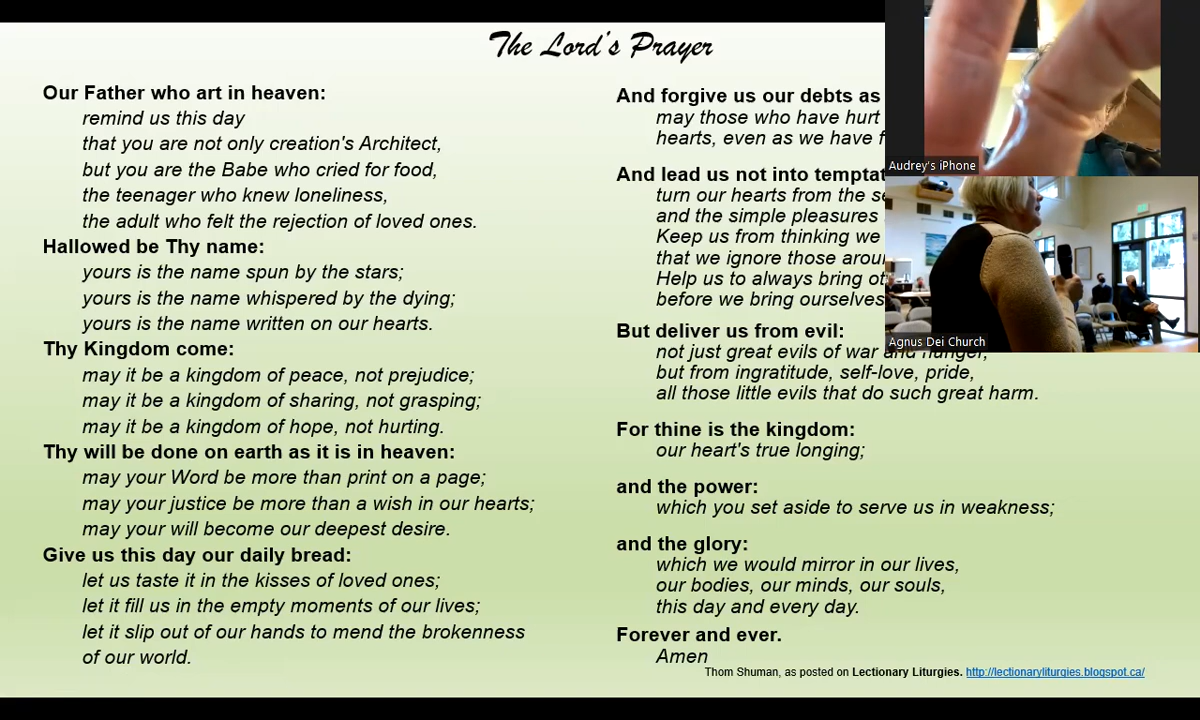 The Lord's Prayer
Our Father who art in heaven:
remind us this day
that you are not only creation's Architect,
but you are the Babe who cried for food,
the teenager who knew loneliness,
the adult who felt the rejection of loved ones.
Hallowed be Thy name:
yours is the name spun by the stars;
yours is the name whispered by the dying;
yours is the name written on our hearts.
Thy Kingdom come:
may it be a kingdom of peace, not prejudice;
may it be a kingdom of sharing, not grasping;
may it be a kingdom of hope, not hurting.
Thy will be done on earth as it is in heaven:
may your Word be more than print on a page;
may your justice be more than a wish in our hearts;
may your will become our deepest desire.
Give us this day our daily bread:
let us taste it in the kisses of loved ones;
let it fill us in the empty moments of our lives;
let it slip out of our hands to mend the brokenness
of our world.
And forgive us our debts as
may those who have hurt
hearts, even as we have
And lead us not into
turn our hearts from the
and the simple pleasures
Keep us from thinking we
that we ignore those
Help us to always bring
before we bring ourselves
But deliver us from evil:
not just great evils of war and hunger,
but from ingratitude, self-love, pride,
all those little evils that do such great harm.
For thine is the kingdom:
our heart's true longing;
and the power:
which you set aside to serve us in weakness;
and the glory:
which we would mirror in our lives,
our bodies, our minds, our souls,
this day and every day.
Forever and ever.
Amen
Thom Shuman, as posted on Lectionary Liturgies. http://lectionaryliturgies.blogspot.ca/
Audrey's iPhone
Agnus Dei Church